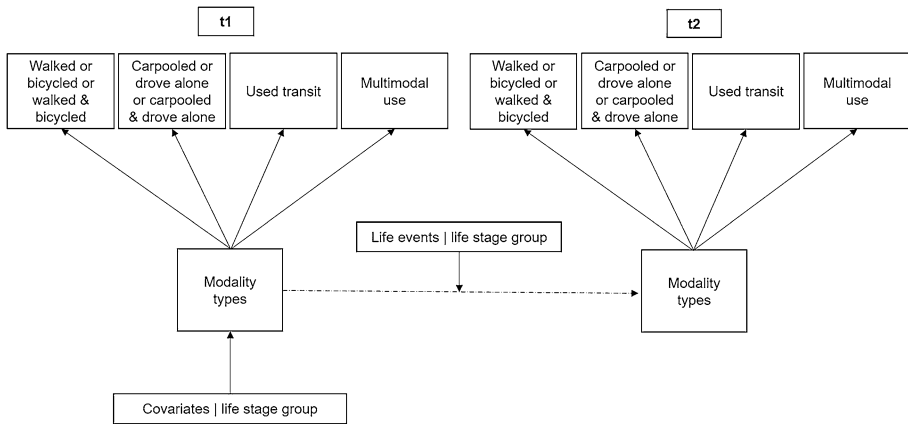 t1
t2
Walked or
bicycled or
walked &
bicycled
Carpooled or
drove alone
or carpooled
& drove alone
Used transit
Multimodal
use
Walked or
bicycled or
walked &
bicycled
Carpooled or
drove alone
or carpooled
& drove alone
Used transit
Multimodal
use
Life events | life stage group
Modality
types
Modality
types
Covariates | life stage group